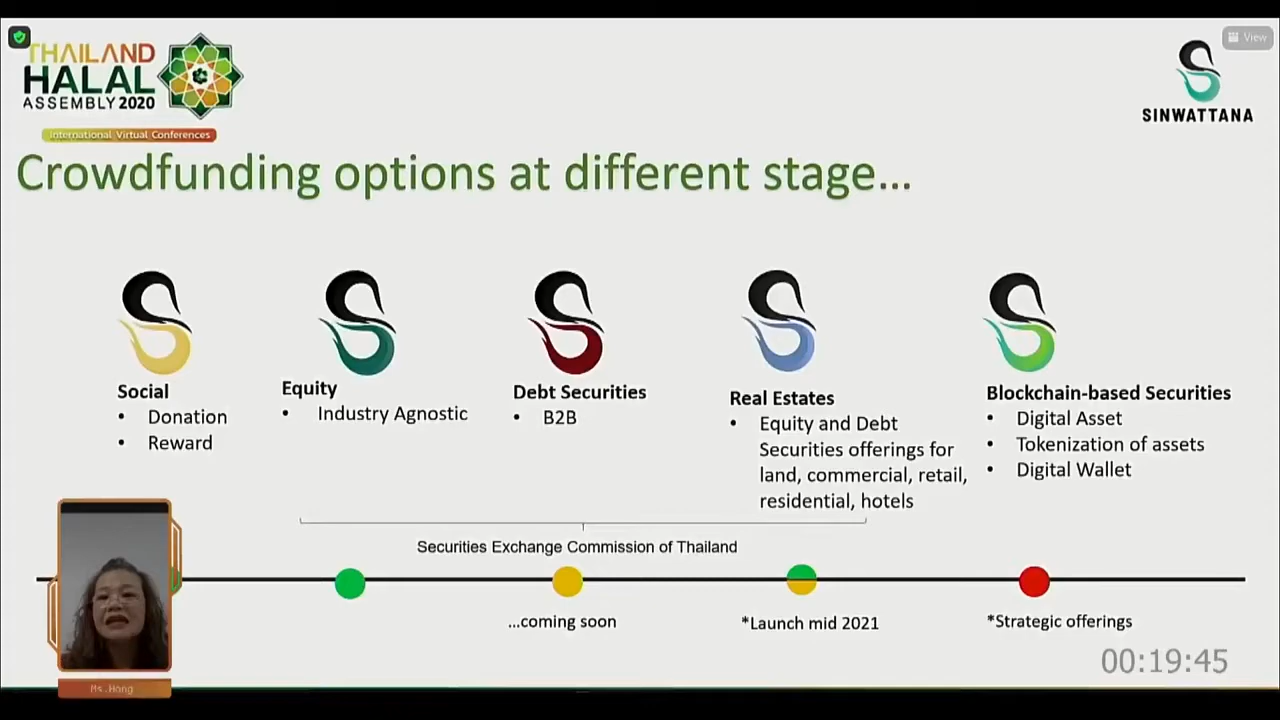 THAILAND
HALAL
ASSEMBLY 2020
International Virtual Conferences
View
SINWATTANA
Crowdfunding options at different stage...
Social
• Donation
• Reward
Equity
• Industry Agnostic
Debt Securities
• B2B
Real Estates
• Equity and Debt
Securities offerings for
land, commercial, retail,
residential, hotels
Blockchain-based Securities
• Digital Asset
• Tokenization of assets
• Digital Wallet
Securities Exchange Commission of Thailand
...coming soon
*Launch mid 2021
*Strategic offerings
00:19:45
Ms.Hong